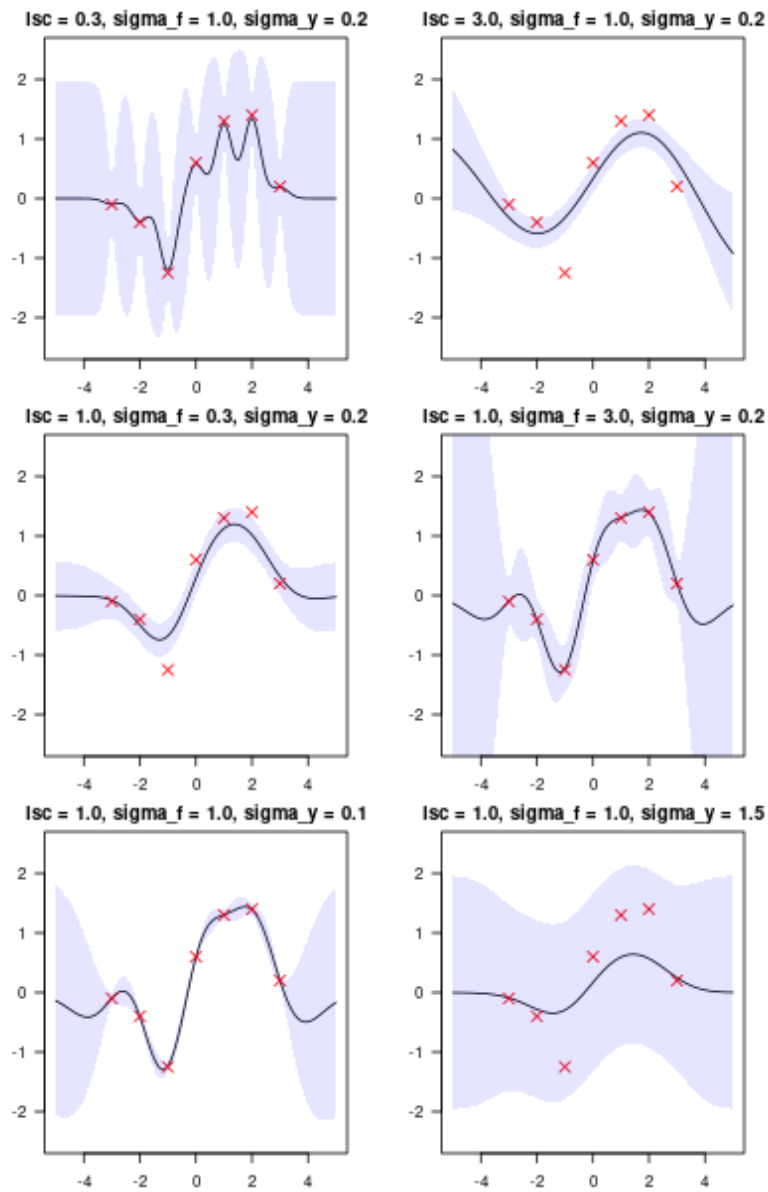 lsc = 0.3, sigma_f = 1.0, sigma_y = 0.2
2
1
0
-1
-2
-4 -2 0 2 4
lsc = 3.0, sigma_f = 1.0, sigma_y = 0.2
2
1
0
-1
-2
-4 -2 0 2 4
lsc = 1.0, sigma_f = 0.3, sigma_y = 0.2
2
1
0
-1
-2
-4 -2 0 2 4
lsc = 1.0, sigma_f = 3.0, sigma_y = 0.2
2
1
0
-1
-2
-4 -2 0 2 4
lsc = 1.0, sigma_f = 1.0, sigma_y = 0.1
2
1
0
-1
-2
-4 -2 0 2 4
lsc = 1.0, sigma_f = 1.0, sigma_y = 1.5
2
1
0
-1
-2
-4 -2 0 2 4